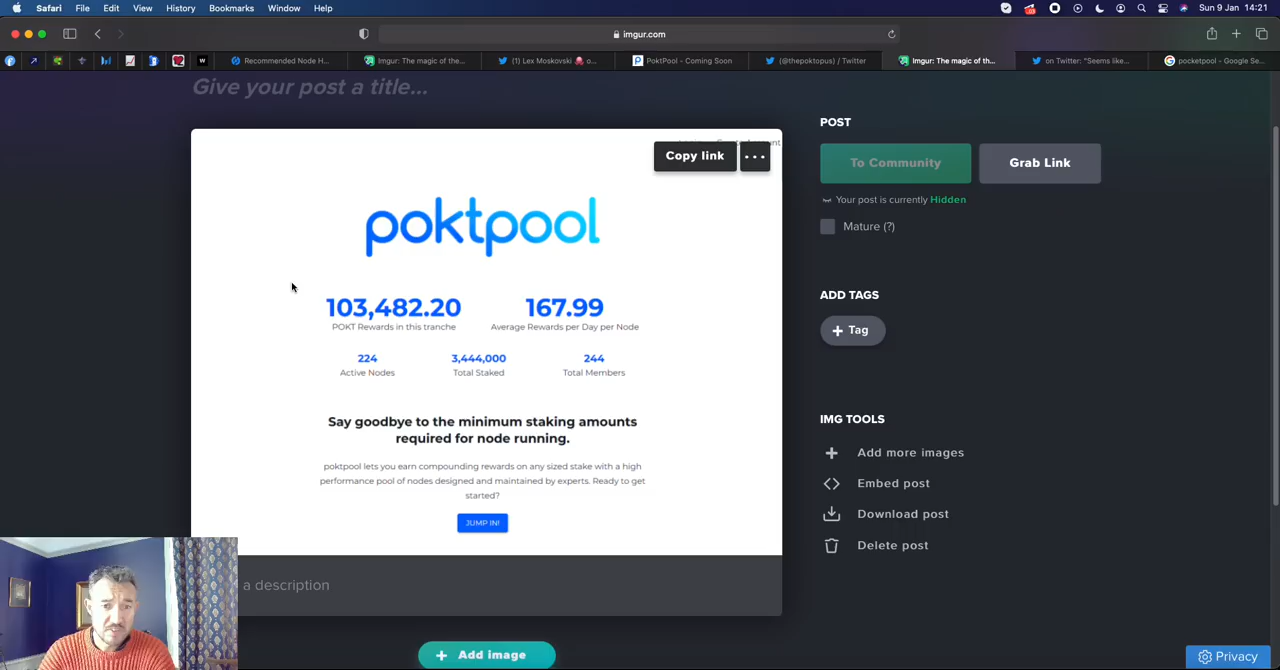 Safari File Edit View History Bookmarks Window Help Sun 9 Jan 14:21
imgur.com
Recommended Node H... Imgur: The magic of the... (1) Lex Moskovski o... PoktPool - Coming Soon (@thepoktopus) / Twitter Imgur: The magic of th... on Twitter: "Seems like... pocketpool - Google Se...
Give your post a title...
Copy link
poktpool
103,482.20 167.99
POKT Rewards in this tranche Average Rewards per Day per Node
224 3,444,000 244
Active Nodes Total Staked Total Members
Say goodbye to the minimum staking amounts
required for node running.
poktpool lets you earn compounding rewards on any sized stake with a high
performance pool of nodes designed and maintained by experts. Ready to get
started?
JUMP IN!
a description
Add image
POST
To Community Grab Link
Your post is currently Hidden
Mature (?)
ADD TAGS
Tag
IMG TOOLS
Add more images
Embed post
Download post
Delete post
Privacy